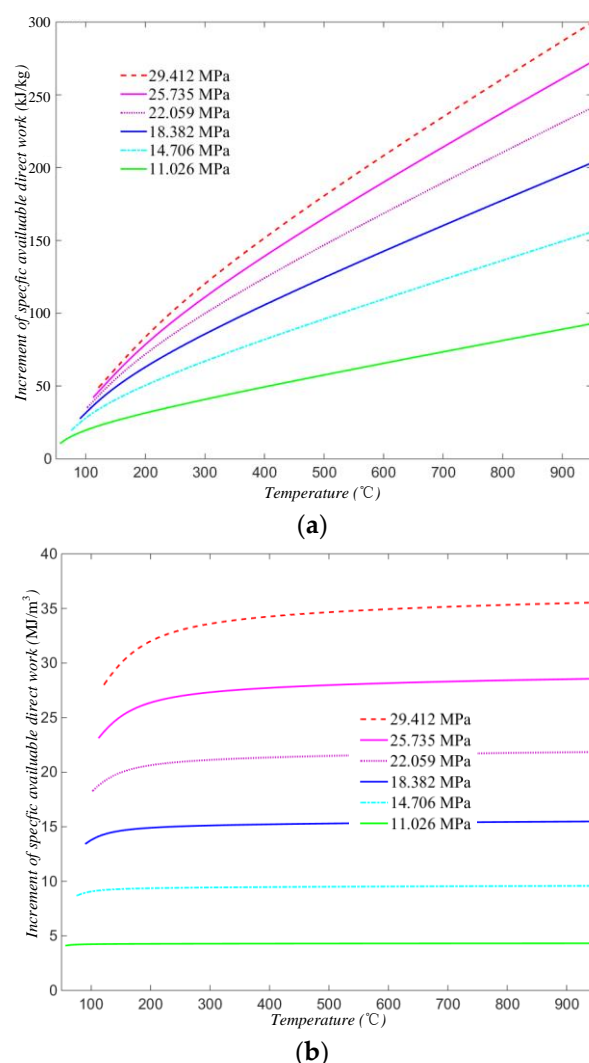 300
250
200
150
100
50
0
Increment of specfic availuable direct work (kJ/kg)
29.412 MPa
25.735 MPa
22.059 MPa
18.382 MPa
14.706 MPa
11.026 MPa
100 200 300 400 500 600 700 800 900
Temperature (℃)
(a)
40
35
30
25
20
15
10
5
0
Increment of specfic availuable direct work (MJ/m³)
29.412 MPa
25.735 MPa
22.059 MPa
18.382 MPa
14.706 MPa
11.026 MPa
100 200 300 400 500 600 700 800 900
Temperature (℃)
(b)